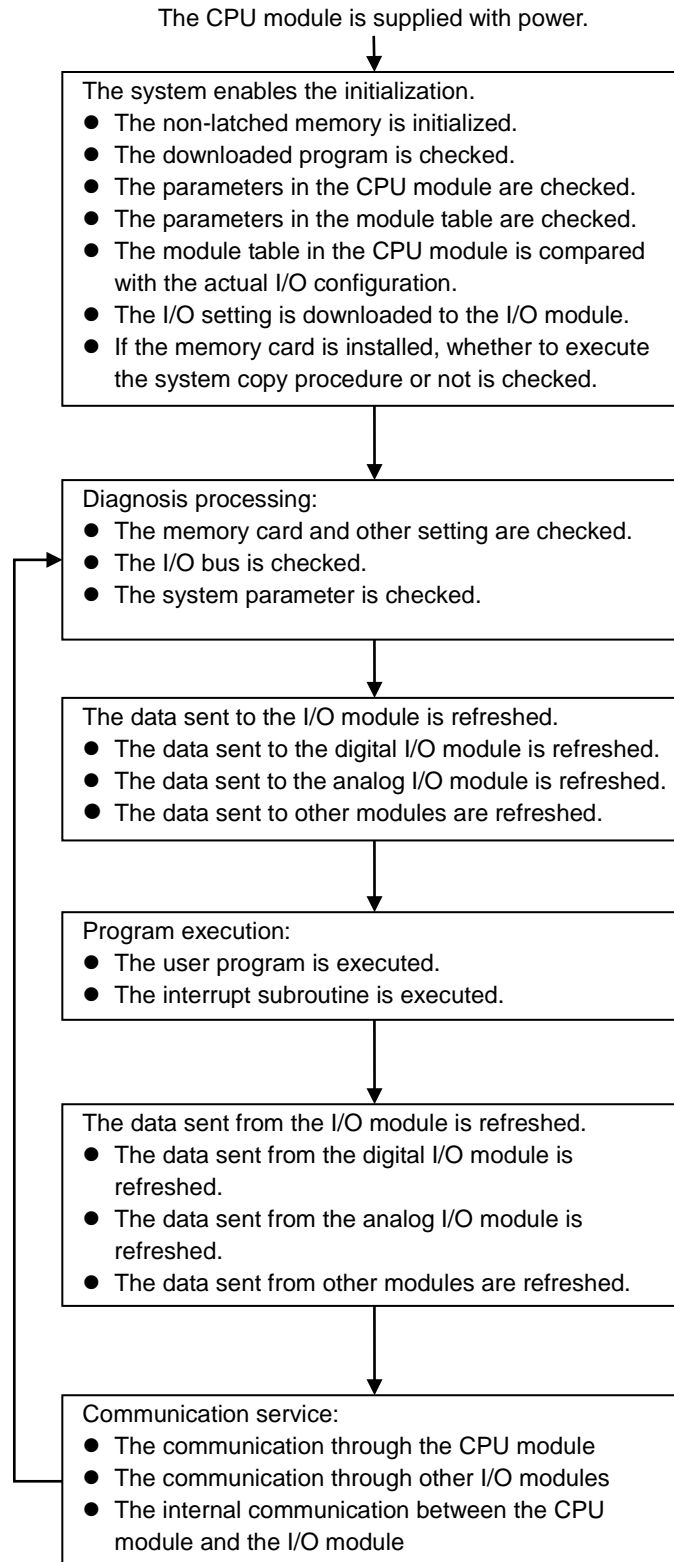 The CPU module is supplied with power.
The system enables the initialization.
● The non-latched memory is initialized.
● The downloaded program is checked.
● The parameters in the CPU module are checked.
● The parameters in the module table are checked.
● The module table in the CPU module is compared
with the actual I/O configuration.
● The I/O setting is downloaded to the I/O module.
● If the memory card is installed, whether to execute
the system copy procedure or not is checked.
Diagnosis processing:
● The memory card and other setting are checked.
● The I/O bus is checked.
● The system parameter is checked.
The data sent to the I/O module is refreshed.
● The data sent to the digital I/O module is refreshed.
● The data sent to the analog I/O module is refreshed.
● The data sent to other modules are refreshed.
Program execution:
● The user program is executed.
● The interrupt subroutine is executed.
The data sent from the I/O module is refreshed.
● The data sent from the digital I/O module is
refreshed.
● The data sent from the analog I/O module is
refreshed.
● The data sent from other modules are refreshed.
Communication service:
● The communication through the CPU module
● The communication through other I/O modules
● The internal communication between the CPU
module and the I/O module